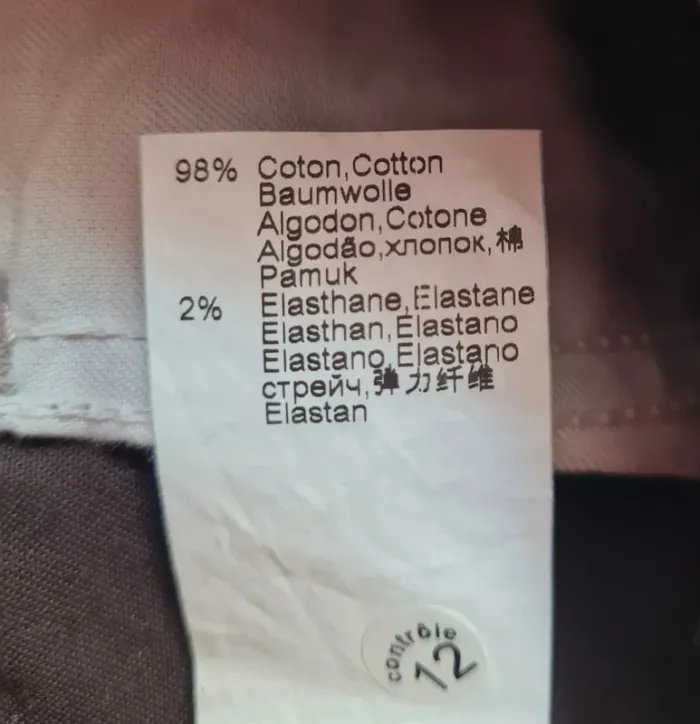 98% Coton,Cotton
Baumwolle
Algodon,Cotone
Algodão,хлопок,棉
Pamuk
2% Elasthane,Elastane
Elasthan,Elastano
Elastano,Elastano
стрейч,弹力纤维
Elastan
contrôle
12